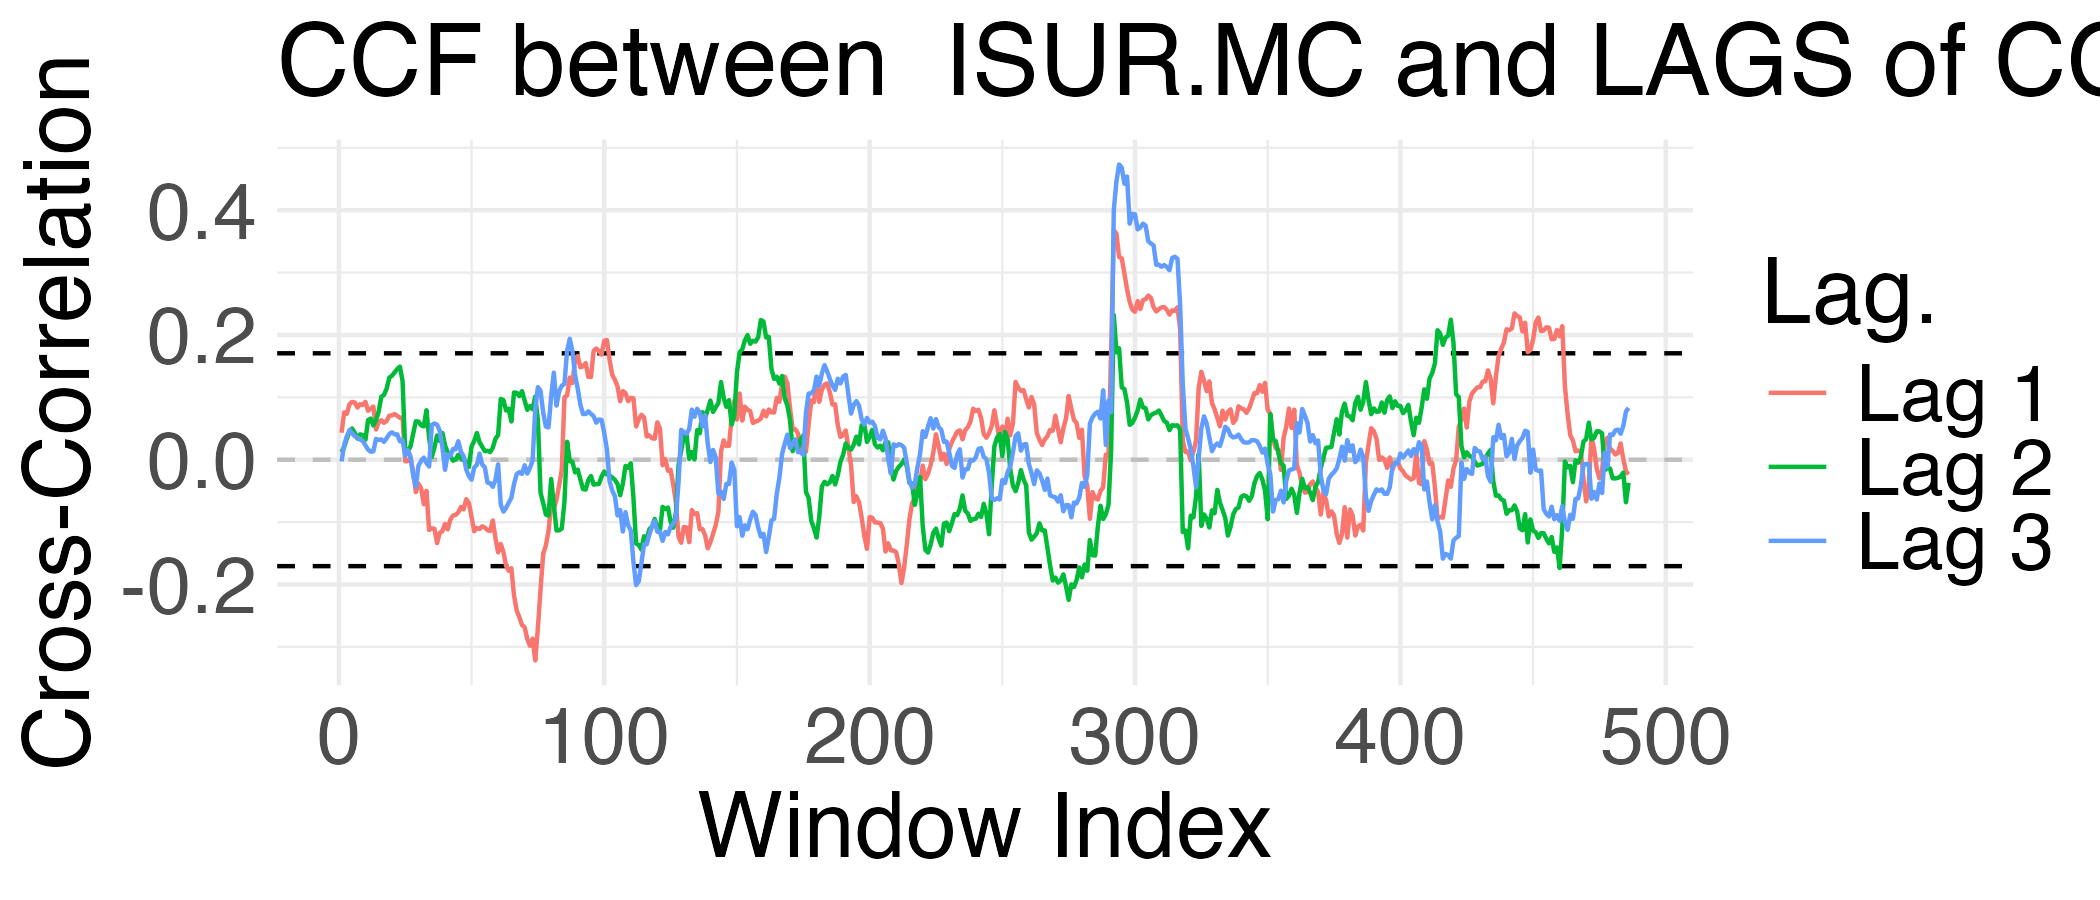 CCF between ISUR.MC and LAGS of
Cross-Correlation
0.4
0.2
0.0
-0.2
0 100 200 300 400 500
Window Index
Lag.
Lag 1
Lag 2
Lag 3